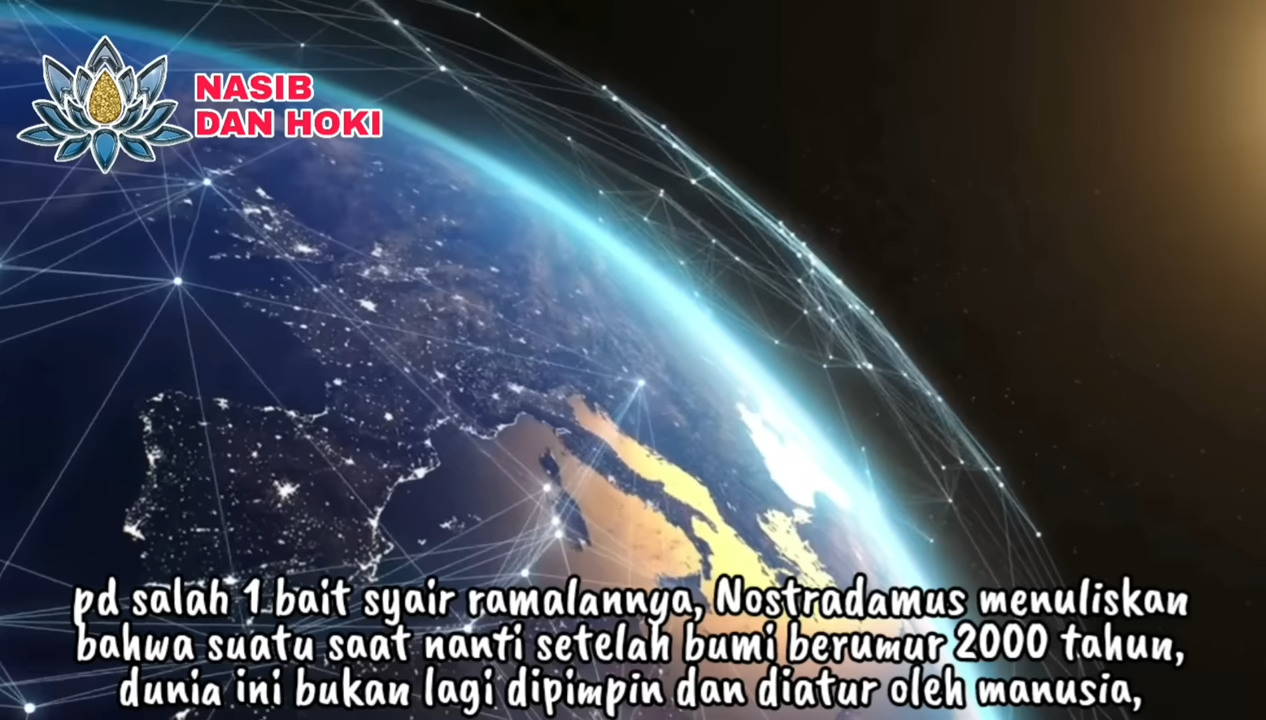 NASIB
DAN HOKI
pd salah 1 bait syair ramalannya, Nostradamus menuliskan
bahwa suatu saat nanti setelah bumi berumur 2000 tahun,
dunia ini bukan lagi dipimpin dan diatur oleh manusia,